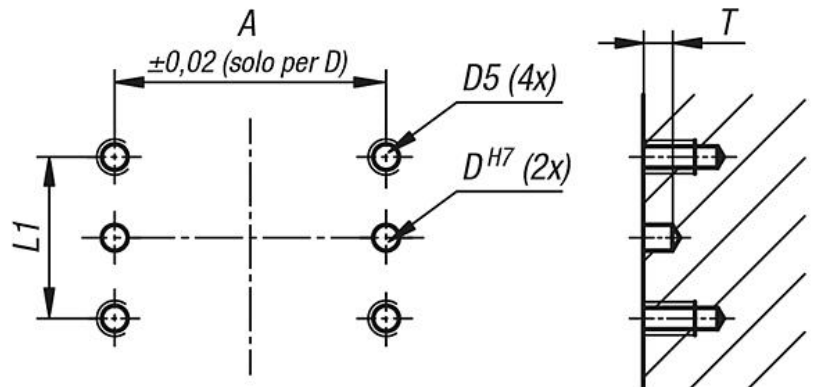 A
±0,02 (solo per D)
D5 (4x)
D H7 (2x)
L1
T